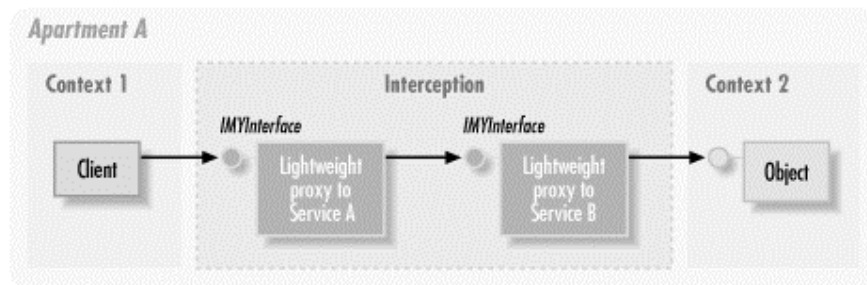 Apartment A
Context 1
Interception
Context 2
IMYInterface
IMYInterface
Client
Lightweight
proxy to
Service A
Lightweight
proxy to
Service B
Object